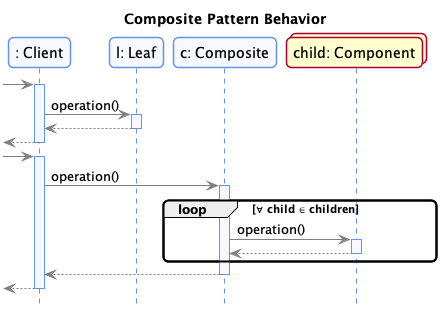 Composite Pattern Behavior
: Client
l: Leaf
c: Composite
child: Component
operation()
operation()
loop
[∀ child ∈ children]
operation()